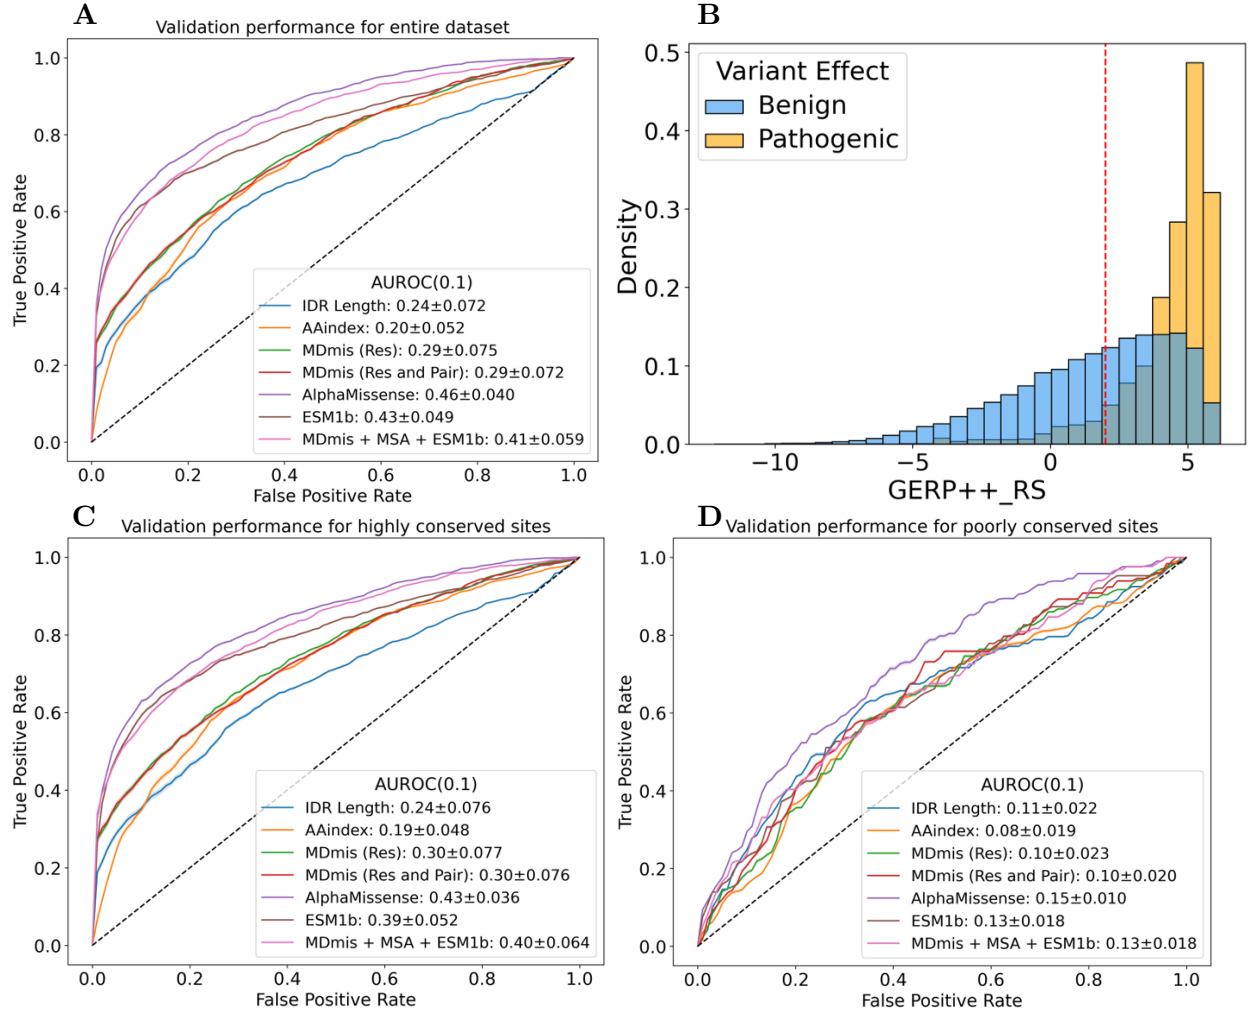 A
Validation performance for entire dataset
True Positive Rate
1.0
0.8
0.6
0.4
0.2
0.0
AUROC(0.1)
IDR Length: 0.24±0.072
AAindex: 0.20±0.052
MDmis (Res): 0.29±0.075
MDmis (Res and Pair): 0.29±0.072
AlphaMissense: 0.46±0.040
ESM1b: 0.43±0.049
MDmis + MSA + ESM1b: 0.41±0.059
0.0 0.2 0.4 0.6 0.8 1.0
False Positive Rate
B
Density
0.5
0.4
0.3
0.2
0.1
0.0
Variant Effect
Benign
Pathogenic
−10 −5 0 5
GERP++_RS
C
Validation performance for highly conserved sites
True Positive Rate
1.0
0.8
0.6
0.4
0.2
0.0
AUROC(0.1)
IDR Length: 0.24±0.076
AAindex: 0.19±0.048
MDmis (Res): 0.30±0.077
MDmis (Res and Pair): 0.30±0.076
AlphaMissense: 0.43±0.036
ESM1b: 0.39±0.052
MDmis + MSA + ESM1b: 0.40±0.064
0.0 0.2 0.4 0.6 0.8 1.0
False Positive Rate
D
Validation performance for poorly conserved sites
True Positive Rate
1.0
0.8
0.6
0.4
0.2
0.0
AUROC(0.1)
IDR Length: 0.11±0.022
AAindex: 0.08±0.019
MDmis (Res): 0.10±0.023
MDmis (Res and Pair): 0.10±0.020
AlphaMissense: 0.15±0.010
ESM1b: 0.13±0.018
MDmis + MSA + ESM1b: 0.13±0.018
0.0 0.2 0.4 0.6 0.8 1.0
False Positive Rate